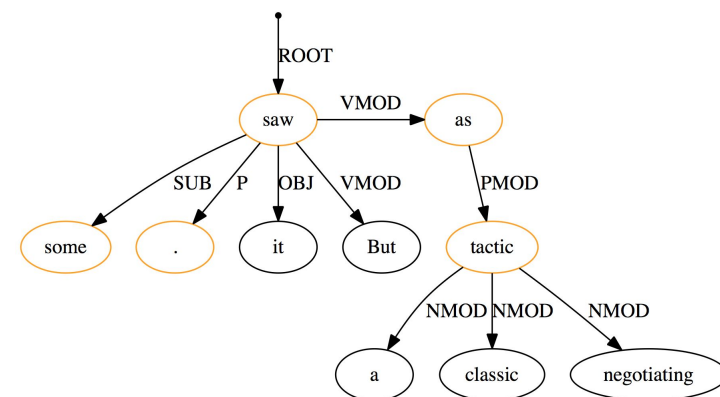 ROOT
saw VMOD as
SUB P OBJ VMOD PMOD
some . it But tactic
NMOD NMOD NMOD
a classic negotiating